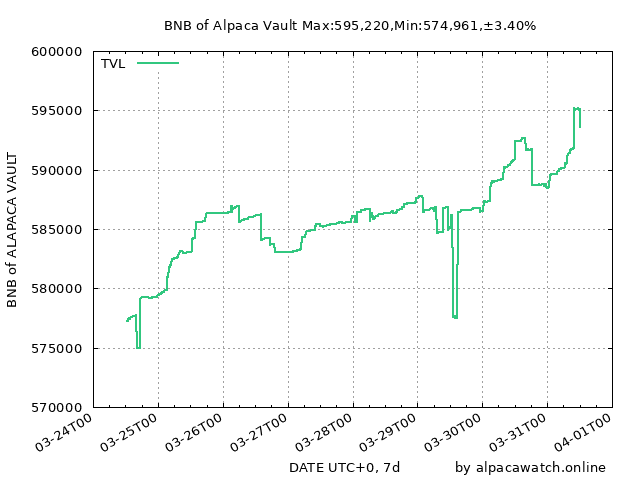 BNB of Alpaca Vault Max:595,220,Min:574,961,±3.40%
600000
TVL
595000
590000
585000
580000
575000
570000
BNB of ALAPACA VAULT
03-24T00
03-25T00
03-26T00
03-27T00
03-28T00
03-29T00
03-30T00
03-31T00
04-01T00
DATE UTC+0, 7d
by alpacawatch.online